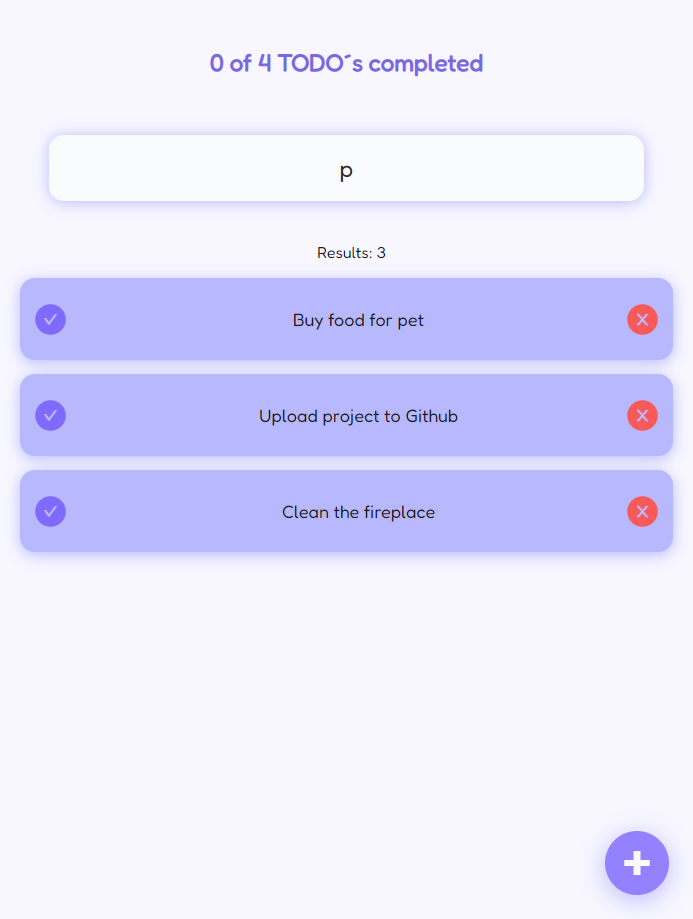 0 of 4 TODO´s completed
p
Results: 3
Buy food for pet
X
Upload project to Github
X
Clean the fireplace
X